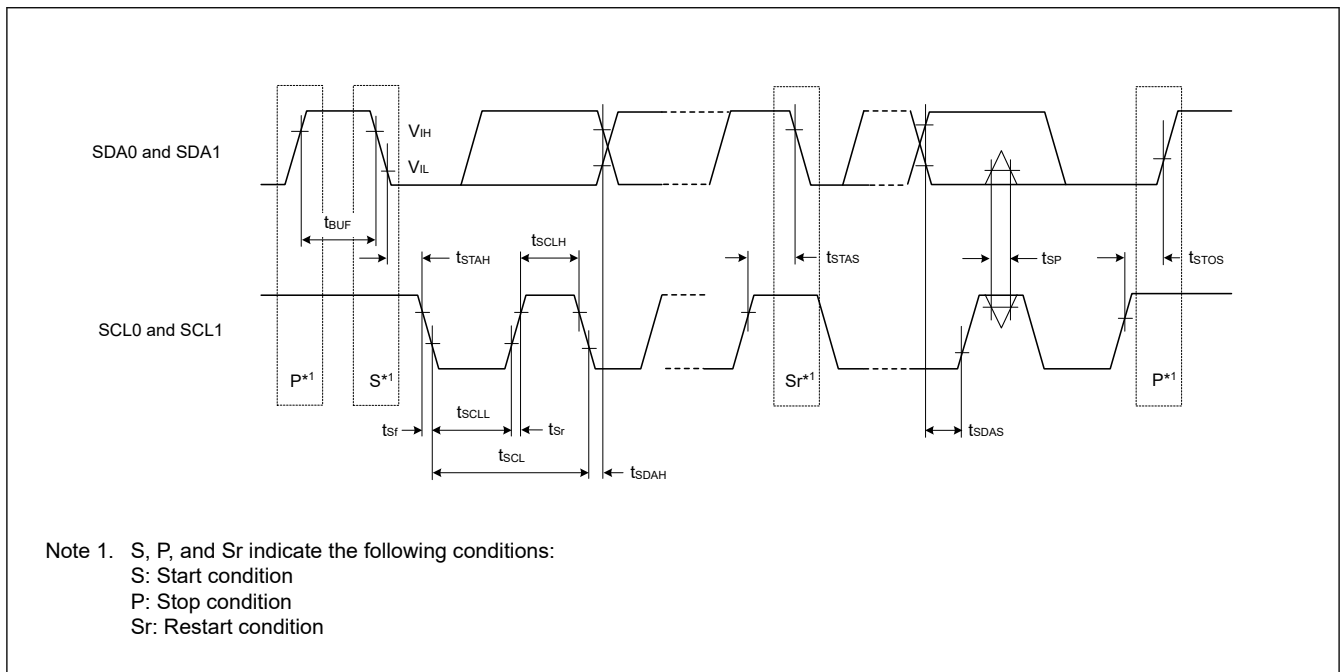 SDA0 and SDA1
VIH
VIL
tBUF
tSTAH
tSCLH
tSTAS
tSP
tSTOS
SCL0 and SCL1
P*1
S*1
Sr*1
P*1
tSCLL
tSf
tSr
tSDAS
tSCL
tSDAH
Note 1. S, P, and Sr indicate the following conditions:
S: Start condition
P: Stop condition
Sr: Restart condition